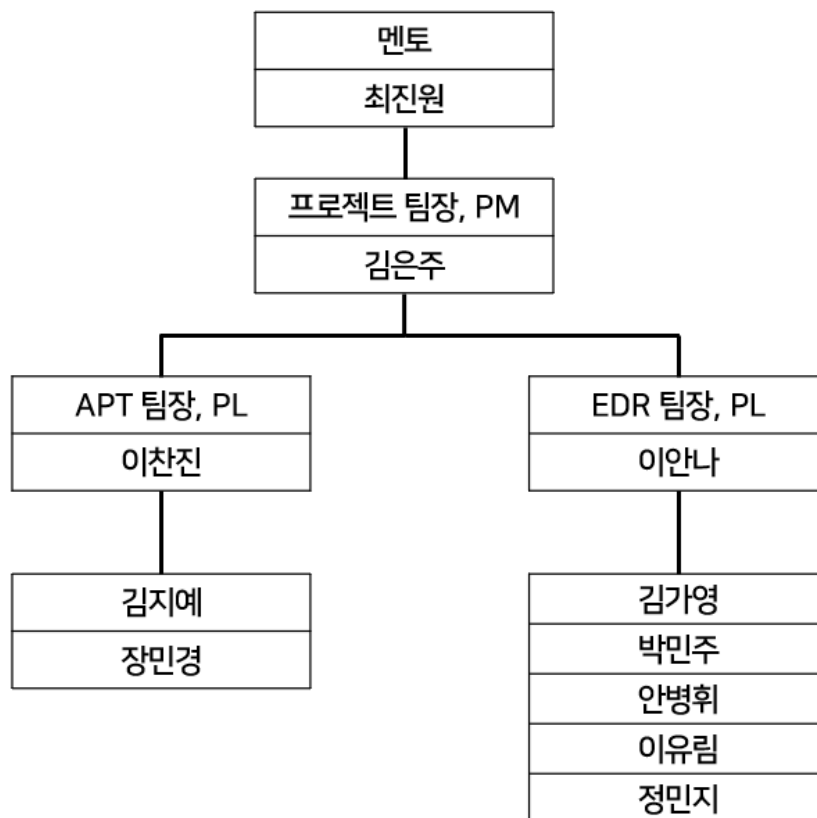 멘토
최진원
프로젝트 팀장, PM
김은주
APT 팀장, PL
이찬진
김지예
장민경
EDR 팀장, PL
이안나
김가영
박민주
안병휘
이유림
정민지